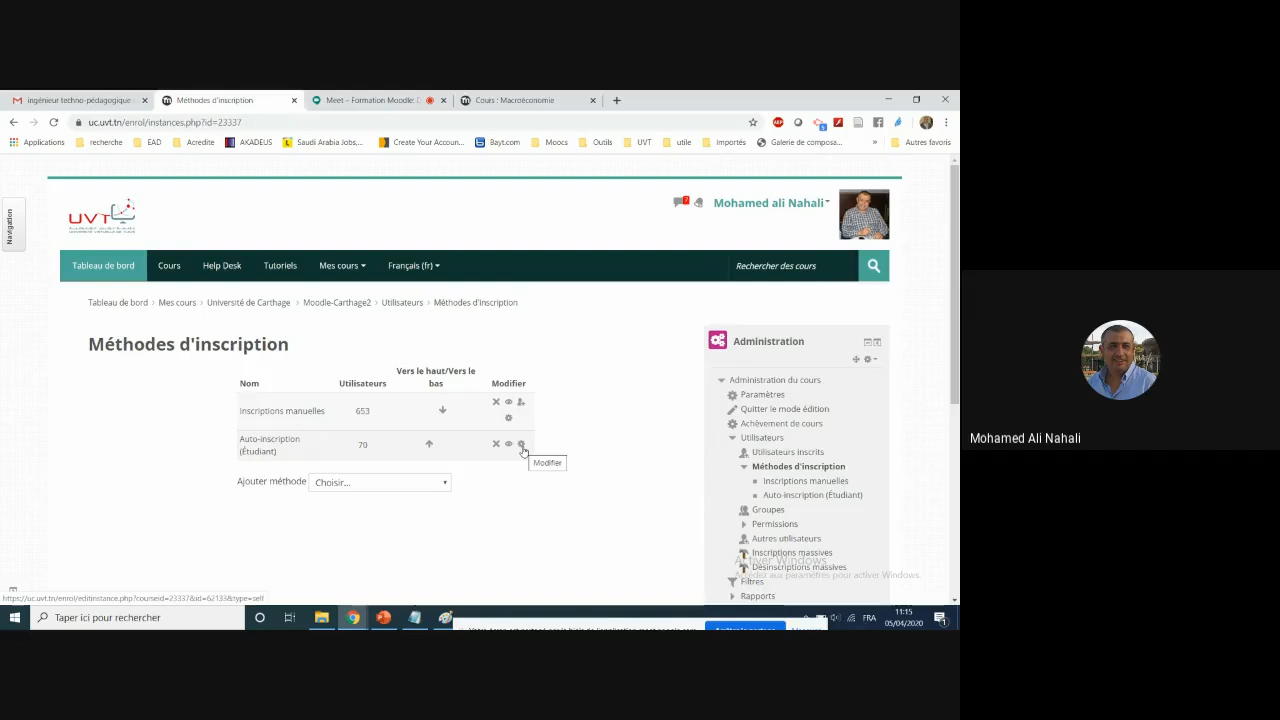 ingénieur techno-pédagogique
Méthodes d'inscription
Meet – Formation Moodle:
Cours : Macroéconomie
uc.uvt.tn/enrol/instances.php?id=23337
Applications
recherche
EAD
Acredite
AKADEUS
Saudi Arabia Jobs,...
Create Your Accoun...
Bayt.com
Moocs
Outils
UVT
utile
Importés
Galerie de composa...
»
Autres favoris
Navigation
UVT
Mohamed ali Nahali
Tableau de bord
Cours
Help Desk
Tutoriels
Mes cours
Français (fr)
Rechercher des cours
Tableau de bord › Mes cours › Université de Carthage › Moodle-Carthage2 › Utilisateurs › Méthodes d'inscription
Méthodes d'inscription
Nom
Utilisateurs
Vers le haut/Vers le
bas
Modifier
Inscriptions manuelles
653
Auto-inscription
(Étudiant)
70
Modifier
Ajouter méthode
Choisir...
Administration
Administration du cours
Paramètres
Quitter le mode édition
Achèvement de cours
Utilisateurs
Utilisateurs inscrits
Méthodes d'inscription
Inscriptions manuelles
Auto-inscription (Étudiant)
Groupes
Permissions
Autres utilisateurs
Inscriptions massives
Désinscriptions massives
Filtres
Rapports
Activer Windows
Accédez aux paramètres pour activer Windows.
https://uc.uvt.tn/enrol/editinstance.php?courseid=23337&id=62133&type=self
Taper ici pour rechercher
FRA
11:15
05/04/2020
Mohamed Ali Nahali